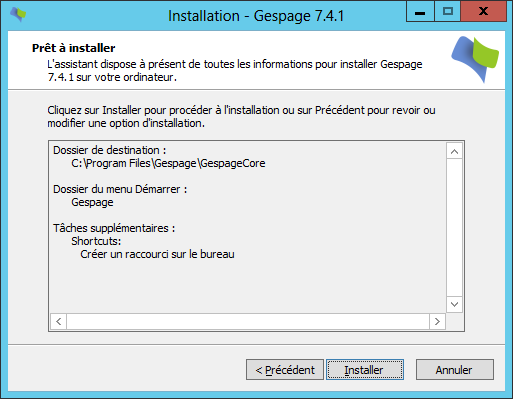 Installation - Gespage 7.4.1
Prêt à installer
L'assistant dispose à présent de toutes les informations pour installer Gespage
7.4.1 sur votre ordinateur.
Cliquez sur Installer pour procéder à l'installation ou sur Précédent pour revoir ou
modifier une option d'installation.
Dossier de destination :
C:\Program Files\Gespage\GespageCore
Dossier du menu Démarrer :
Gespage
Tâches supplémentaires :
Shortcuts:
Créer un raccourci sur le bureau
< Précédent
Installer
Annuler